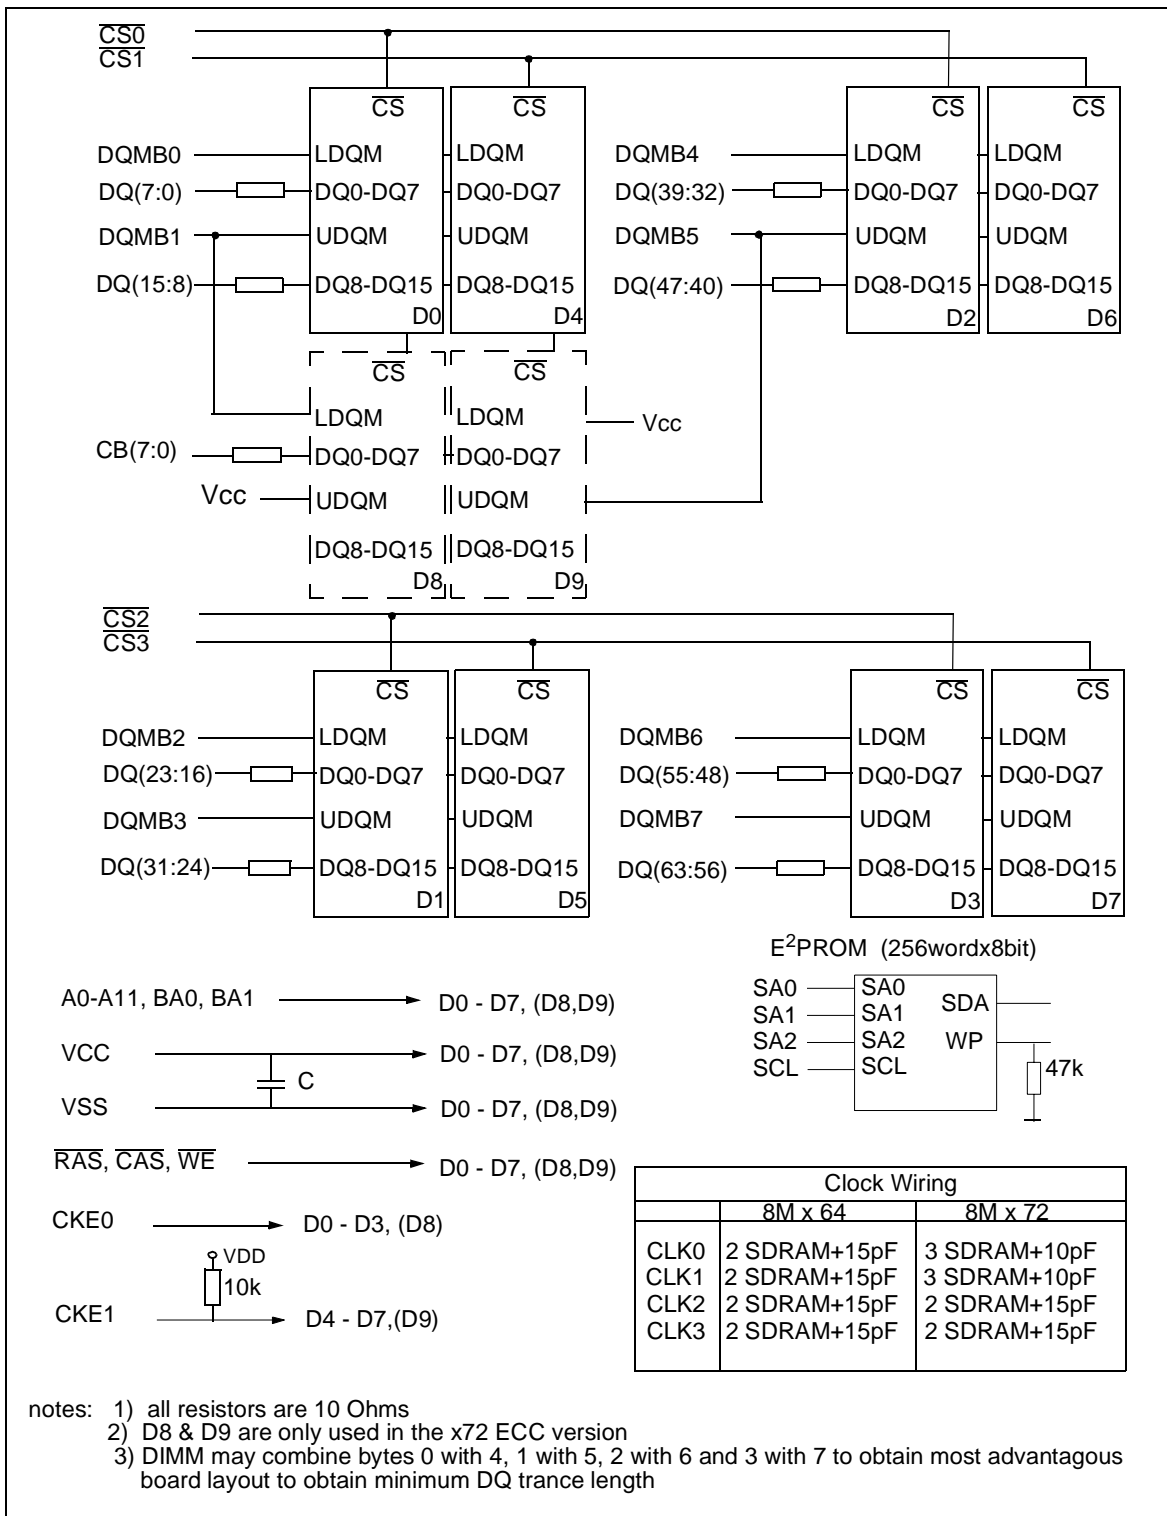 CS0
CS1
CS CS CS CS
DQMB0 LDQM LDQM DQMB4 LDQM LDQM
DQ(7:0) DQ0-DQ7 DQ0-DQ7 DQ(39:32) DQ0-DQ7 DQ0-DQ7
DQMB1 UDQM UDQM DQMB5 UDQM UDQM
DQ(15:8) DQ8-DQ15 DQ8-DQ15 DQ(47:40) DQ8-DQ15 DQ8-DQ15
D0 D4 D2 D6
CS CS
LDQM LDQM Vcc
CB(7:0) DQ0-DQ7 DQ0-DQ7
Vcc UDQM UDQM
DQ8-DQ15 DQ8-DQ15
D8 D9
CS2
CS3
CS CS CS CS
DQMB2 LDQM LDQM DQMB6 LDQM LDQM
DQ(23:16) DQ0-DQ7 DQ0-DQ7 DQ(55:48) DQ0-DQ7 DQ0-DQ7
DQMB3 UDQM UDQM DQMB7 UDQM UDQM
DQ(31:24) DQ8-DQ15 DQ8-DQ15 DQ(63:56) DQ8-DQ15 DQ8-DQ15
D1 D5 D3 D7
E2PROM (256wordx8bit)
SA0 SA0 SDA
SA1 SA1
SA2 SA2 WP
SCL SCL 47k
A0-A11, BA0, BA1 D0 - D7, (D8,D9)
VCC D0 - D7, (D8,D9)
C
VSS D0 - D7, (D8,D9)
RAS, CAS, WE D0 - D7, (D8,D9)
CKE0 D0 - D3, (D8)
VDD
10k
CKE1 D4 - D7,(D9)
Clock Wiring
8M x 64 8M x 72
CLK0 2 SDRAM+15pF 3 SDRAM+10pF
CLK1 2 SDRAM+15pF 3 SDRAM+10pF
CLK2 2 SDRAM+15pF 2 SDRAM+15pF
CLK3 2 SDRAM+15pF 2 SDRAM+15pF
notes: 1) all resistors are 10 Ohms
2) D8 & D9 are only used in the x72 ECC version
3) DIMM may combine bytes 0 with 4, 1 with 5, 2 with 6 and 3 with 7 to obtain most advantagous
board layout to obtain minimum DQ trance length